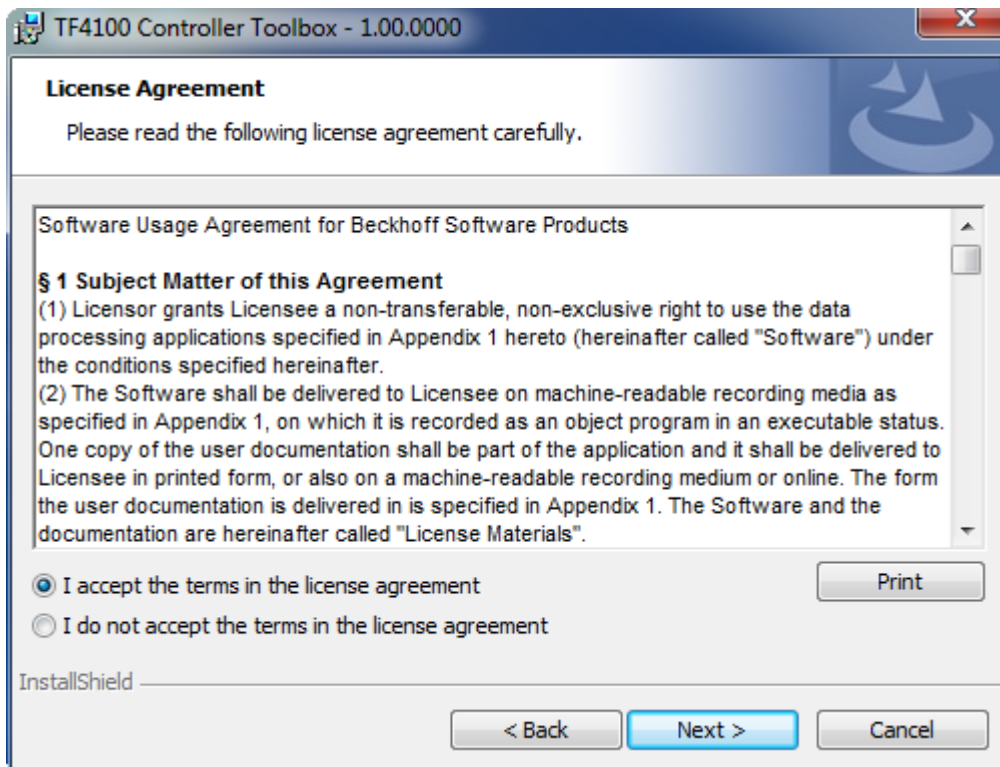 TF4100 Controller Toolbox - 1.00.0000
License Agreement
Please read the following license agreement carefully.
Software Usage Agreement for Beckhoff Software Products
§ 1 Subject Matter of this Agreement
(1) Licensor grants Licensee a non-transferable, non-exclusive right to use the data
processing applications specified in Appendix 1 hereto (hereinafter called "Software") under
the conditions specified hereinafter.
(2) The Software shall be delivered to Licensee on machine-readable recording media as
specified in Appendix 1, on which it is recorded as an object program in an executable status.
One copy of the user documentation shall be part of the application and it shall be delivered to
Licensee in printed form, or also on a machine-readable recording medium or online. The form
the user documentation is delivered in is specified in Appendix 1. The Software and the
documentation are hereinafter called "License Materials".
I accept the terms in the license agreement
Print
I do not accept the terms in the license agreement
InstallShield
< Back
Next >
Cancel